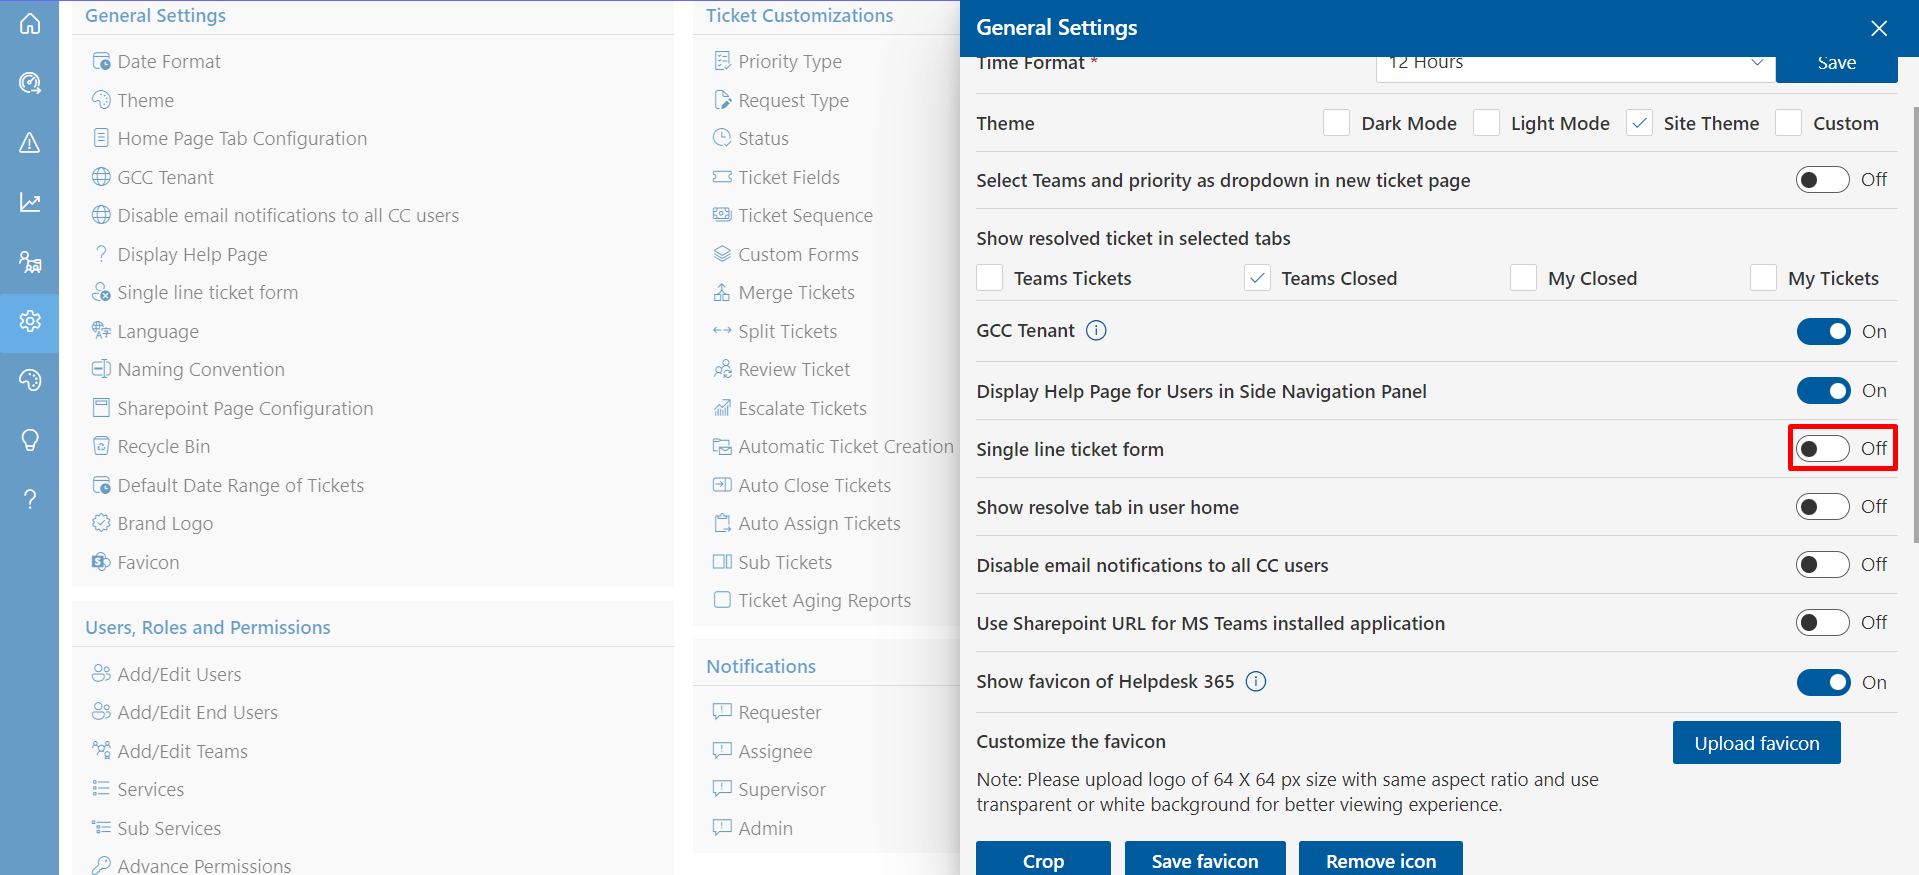 General Settings
Date Format
Theme
Home Page Tab Configuration
GCC Tenant
Disable email notifications to all CC users
Display Help Page
Single line ticket form
Language
Naming Convention
Sharepoint Page Configuration
Recycle Bin
Default Date Range of Tickets
Brand Logo
Favicon
Users, Roles and Permissions
Add/Edit Users
Add/Edit End Users
Add/Edit Teams
Services
Sub Services
Advance Permissions
Ticket Customizations
Priority Type
Request Type
Status
Ticket Fields
Ticket Sequence
Custom Forms
Merge Tickets
Split Tickets
Review Ticket
Escalate Tickets
Automatic Ticket Creation
Auto Close Tickets
Auto Assign Tickets
Sub Tickets
Ticket Aging Reports
Notifications
Requester
Assignee
Supervisor
Admin
General Settings
Time Format * 12 Hours Save
Theme Dark Mode Light Mode Site Theme Custom
Select Teams and priority as dropdown in new ticket page Off
Show resolved ticket in selected tabs
Teams Tickets Teams Closed My Closed My Tickets
GCC Tenant On
Display Help Page for Users in Side Navigation Panel On
Single line ticket form Off
Show resolve tab in user home Off
Disable email notifications to all CC users Off
Use Sharepoint URL for MS Teams installed application Off
Show favicon of Helpdesk 365 On
Customize the favicon Upload favicon
Note: Please upload logo of 64 X 64 px size with same aspect ratio and use
transparent or white background for better viewing experience.
Crop Save favicon Remove icon